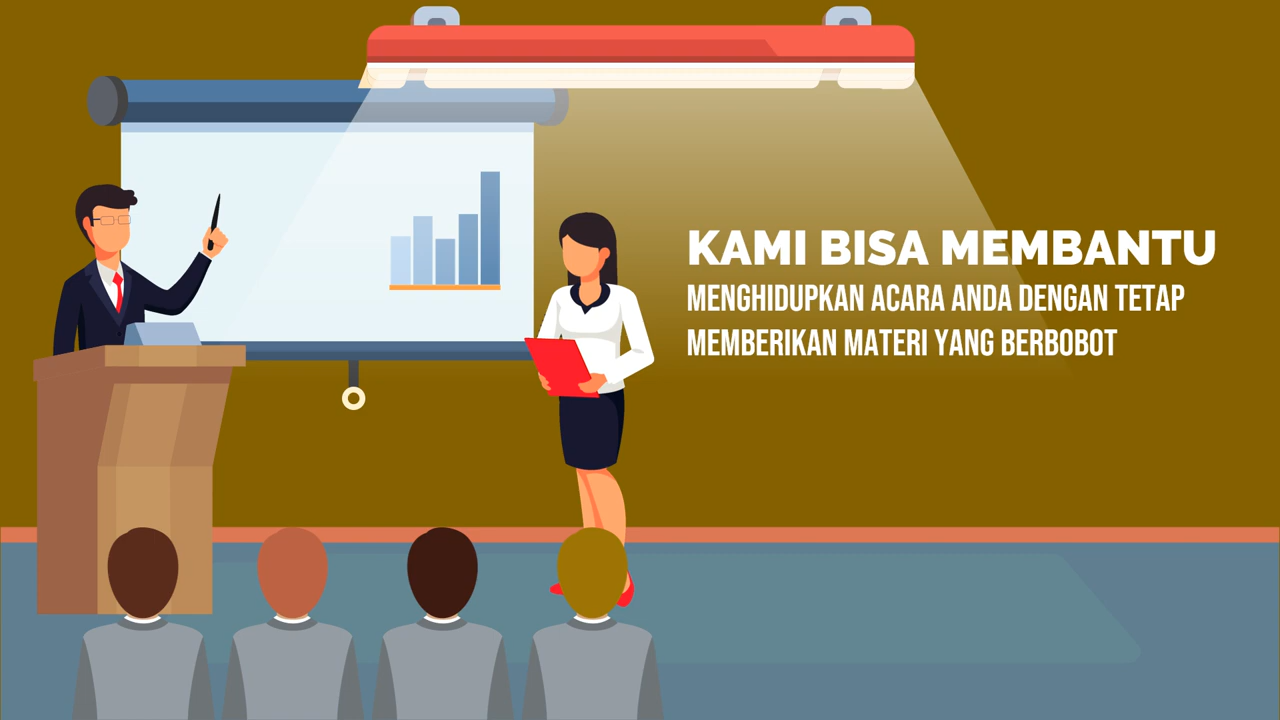 KAMI BISA MEMBANTU
MENGHIDUPKAN ACARA ANDA DENGAN TETAP
MEMBERIKAN MATERI YANG BERBOBOT